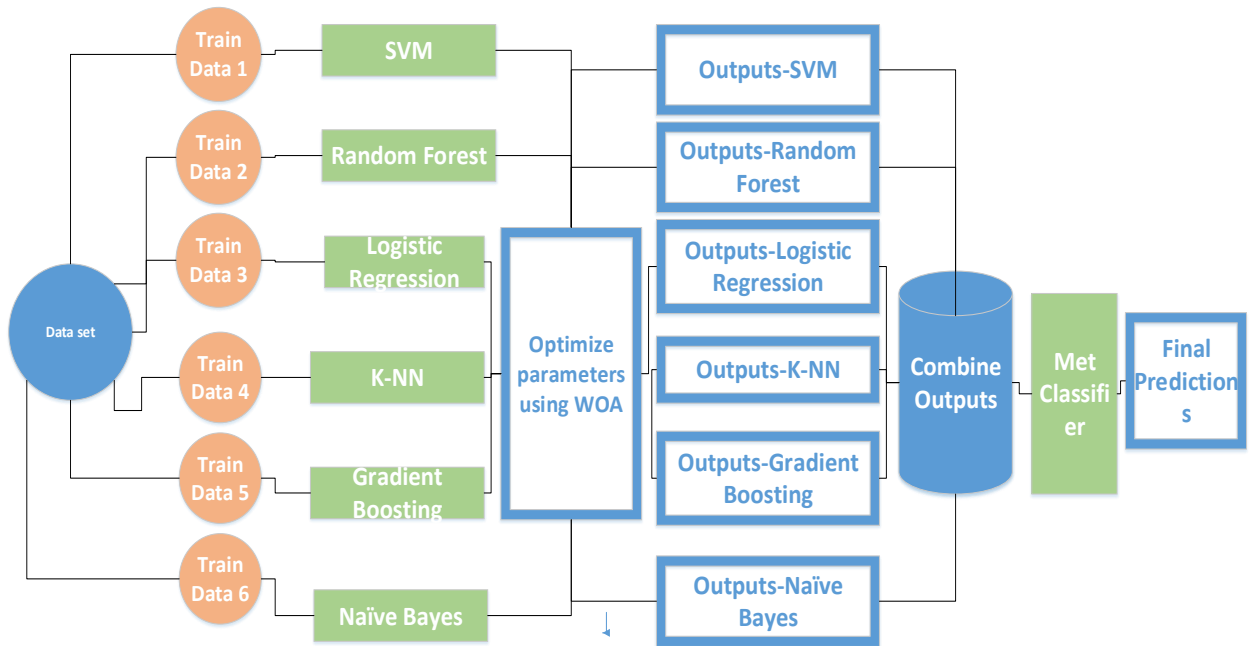 Train
Data 1
SVM
Outputs-SVM
Train
Data 2
Random Forest
Outputs-Random
Forest
Train
Data 3
Logistic
Regression
Outputs-Logistic
Regression
Data set
Train
Data 4
K-NN
Optimize
parameters
using WOA
Outputs-K-NN
Combine
Outputs
Met
Classifi
er
Final
Prediction
s
Train
Data 5
Gradient
Boosting
Outputs-Gradient
Boosting
Train
Data 6
Naïve Bayes
Outputs-Naïve
Bayes